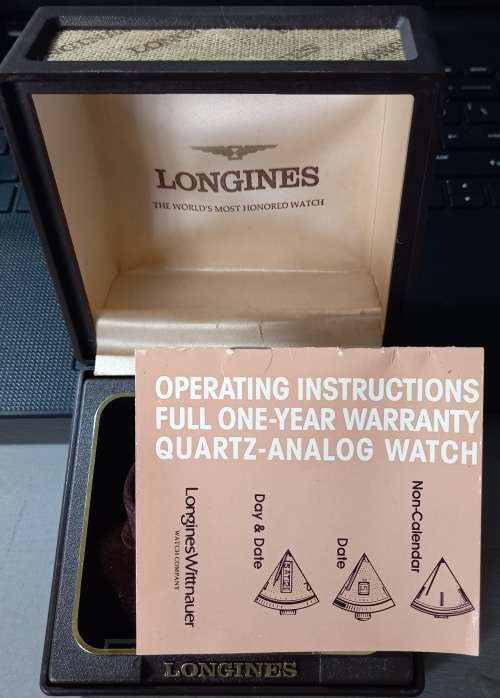 LONGINES
LONGINES
THE WORLD'S MOST HONORED WATCH
OPERATING INSTRUCTIONS
FULL ONE-YEAR WARRANTY
QUARTZ-ANALOG WATCH
Non-Calendar
Date
Day & Date
LonginesWittnauer
WATCH COMPANY
LONGINES